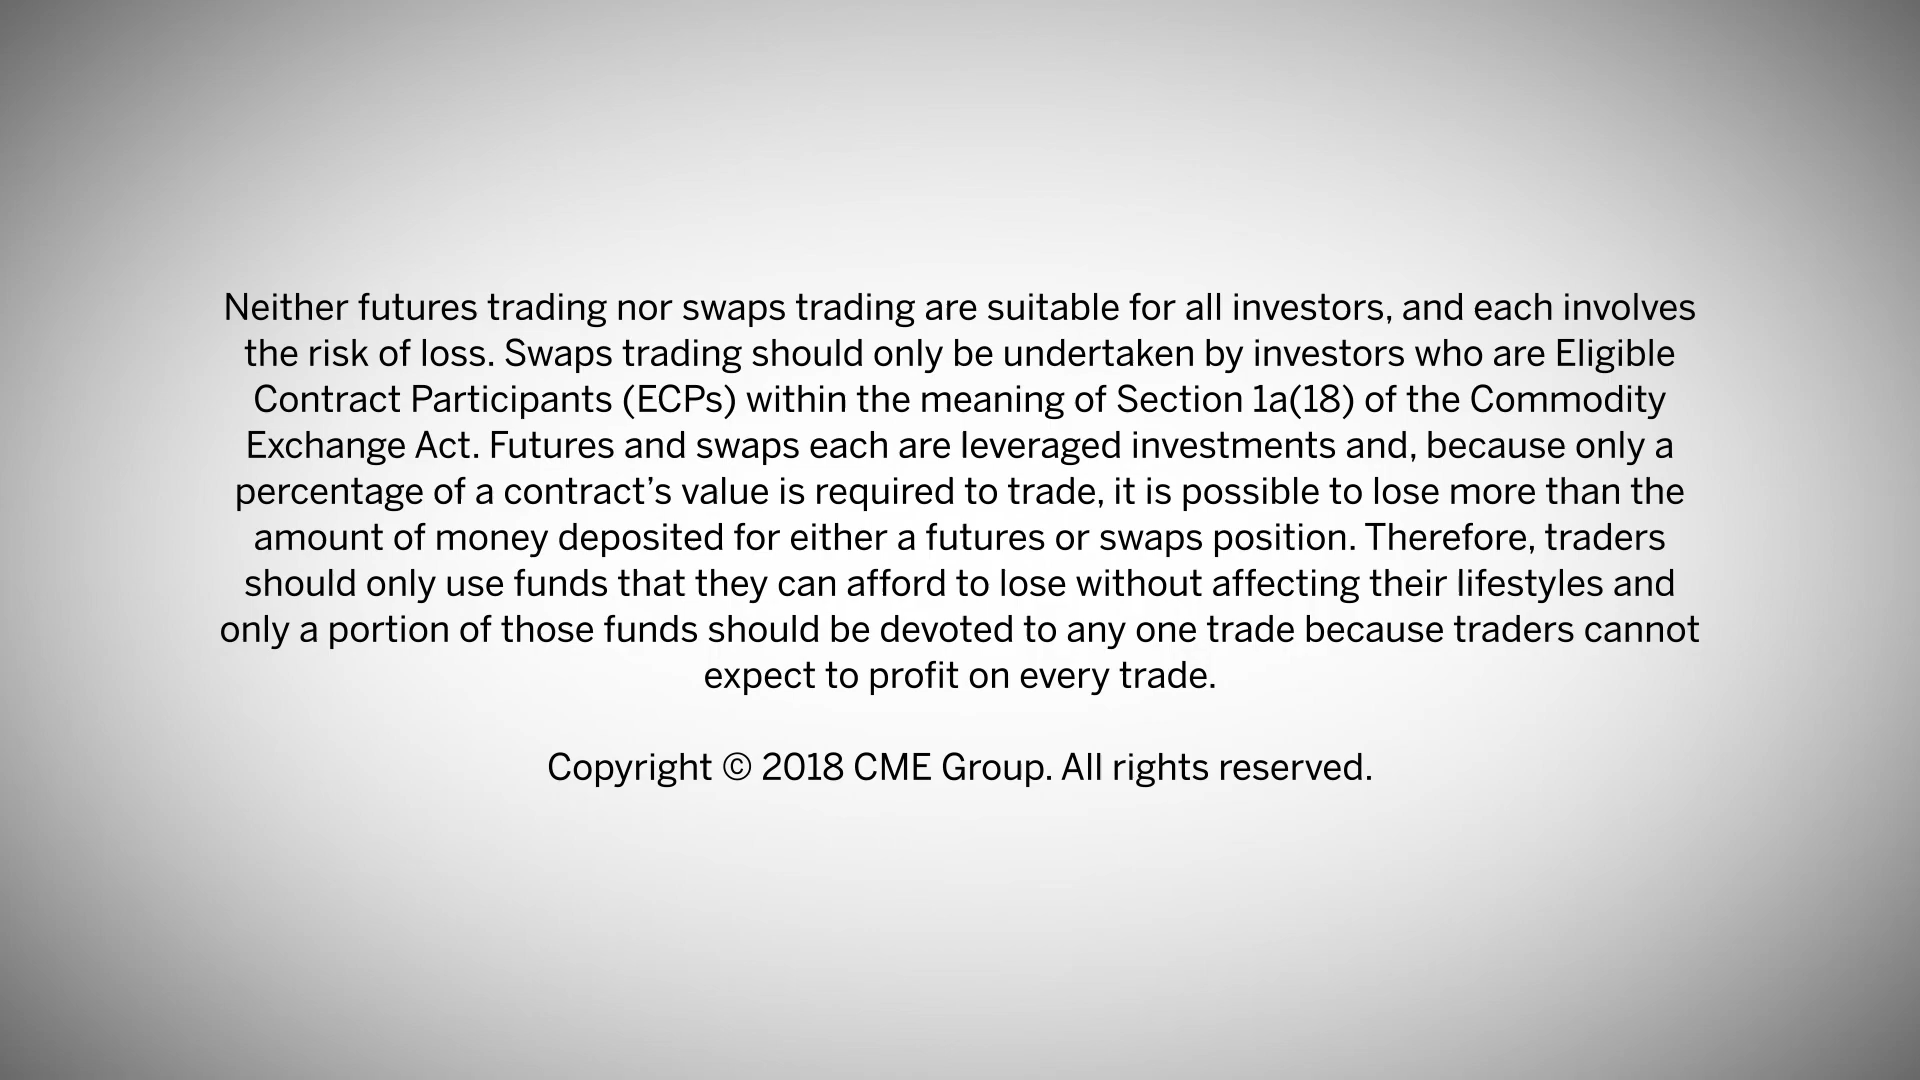 Neither futures trading nor swaps trading are suitable for all investors, and each involves
the risk of loss. Swaps trading should only be undertaken by investors who are Eligible
Contract Participants (ECPs) within the meaning of Section 1a(18) of the Commodity
Exchange Act. Futures and swaps each are leveraged investments and, because only a
percentage of a contract’s value is required to trade, it is possible to lose more than the
amount of money deposited for either a futures or swaps position. Therefore, traders
should only use funds that they can afford to lose without affecting their lifestyles and
only a portion of those funds should be devoted to any one trade because traders cannot
expect to profit on every trade.
Copyright © 2018 CME Group. All rights reserved.